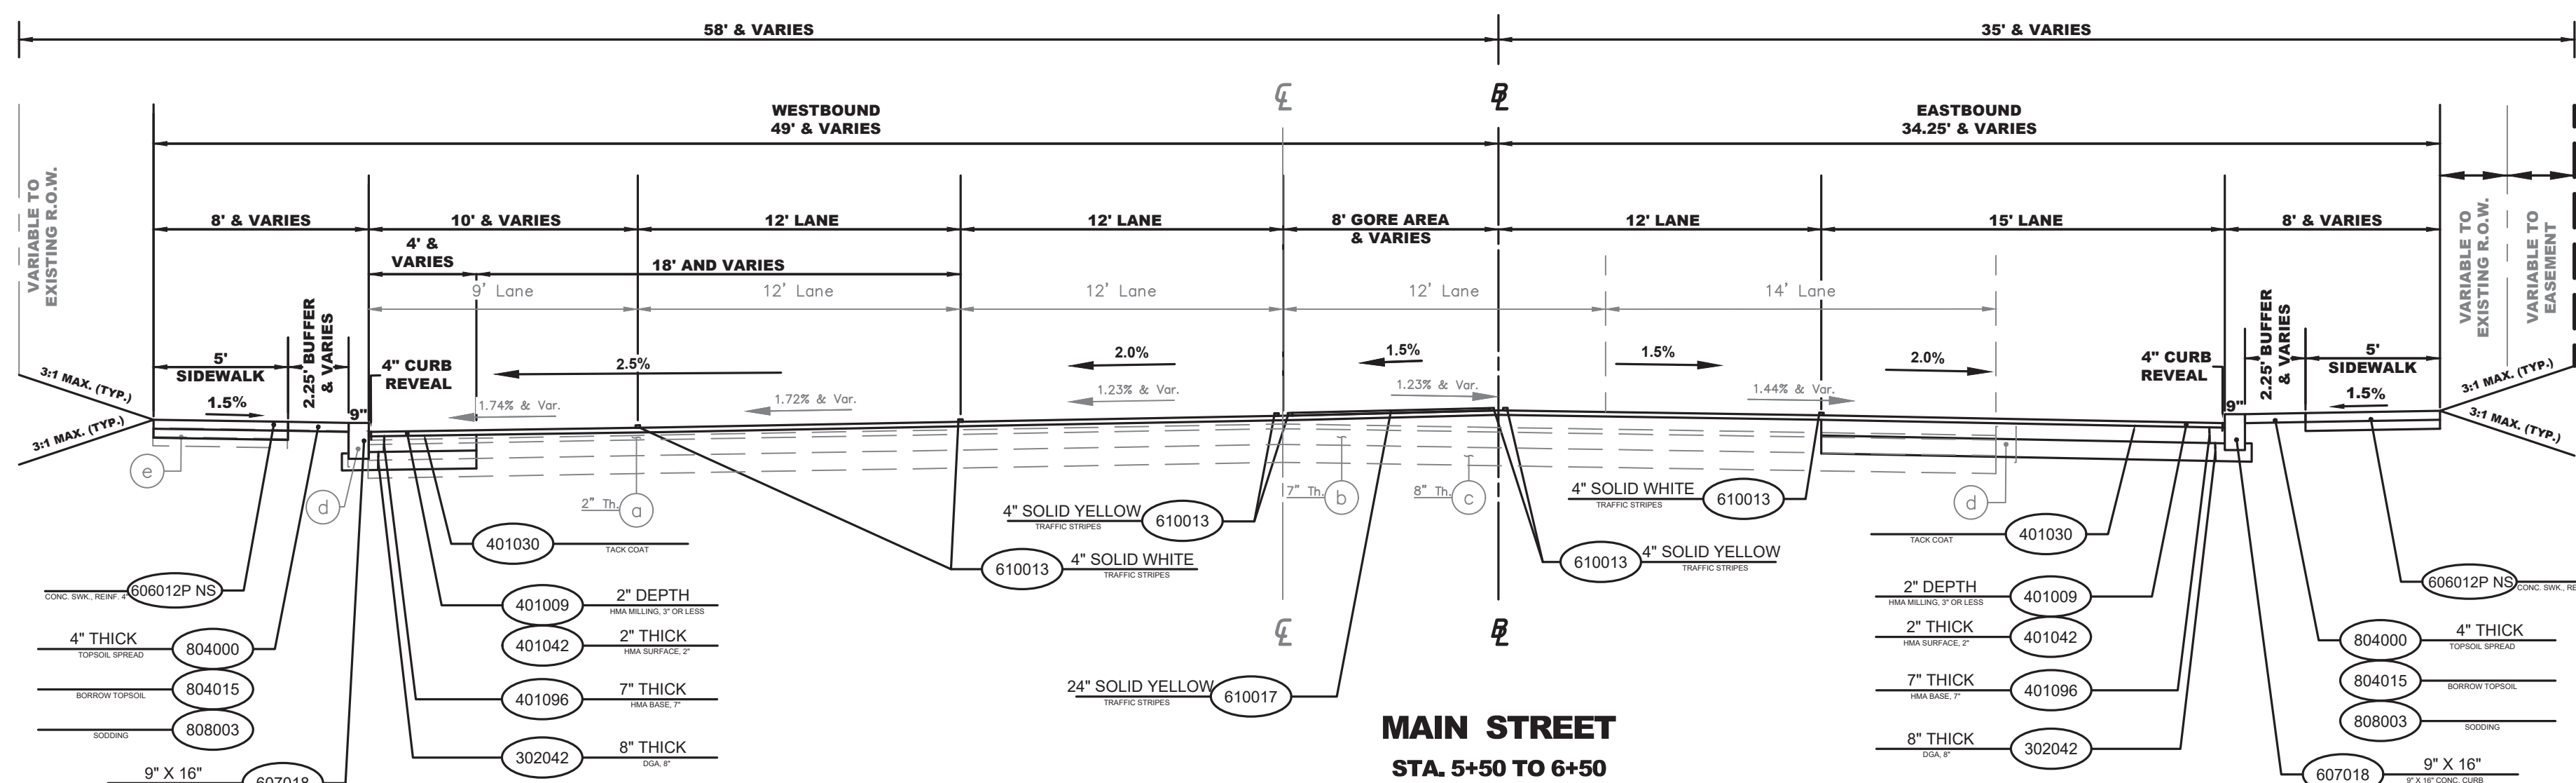 58' & VARIES
35' & VARIES
CL
BL
WESTBOUND
49' & VARIES
EASTBOUND
34.25' & VARIES
VARIABLE TO
EXISTING R.O.W.
8' & VARIES
10' & VARIES
12' LANE
12' LANE
8' GORE AREA
& VARIES
12' LANE
15' LANE
8' & VARIES
VARIABLE TO
EXISTING R.O.W.
VARIABLE TO
EASEMENT
4' &
VARIES
18' AND VARIES
9' Lane
12' Lane
12' Lane
12' Lane
14' Lane
5'
SIDEWALK
2.25' BUFFER
& VARIES
4" CURB
REVEAL
2.5%
2.0%
1.5%
1.5%
2.0%
4" CURB
REVEAL
2.25' BUFFER
& VARIES
5'
SIDEWALK
3:1 MAX. (TYP.)
3:1 MAX. (TYP.)
1.5%
9"
1.74% & Var.
1.72% & Var.
1.23% & Var.
1.23% & Var.
1.44% & Var.
9"
1.5%
3:1 MAX. (TYP.)
3:1 MAX. (TYP.)
e
d
2" Th.
a
7" Th.
b
8" Th.
c
d
4" SOLID YELLOW
TRAFFIC STRIPES
610013
4" SOLID WHITE
TRAFFIC STRIPES
610013
401030
TACK COAT
610013
4" SOLID WHITE
TRAFFIC STRIPES
610013
4" SOLID YELLOW
TRAFFIC STRIPES
TACK COAT
401030
CONC. SWK., REINF. 4"
606012P NS
401009
2" DEPTH
HMA MILLING, 3" OR LESS
2" DEPTH
HMA MILLING, 3" OR LESS
401009
606012P NS
CONC. SWK., RE
4" THICK
TOPSOIL SPREAD
804000
401042
2" THICK
HMA SURFACE, 2"
CL
BL
2" THICK
HMA SURFACE, 2"
401042
804000
4" THICK
TOPSOIL SPREAD
BORROW TOPSOIL
804015
401096
7" THICK
HMA BASE, 7"
24" SOLID YELLOW
TRAFFIC STRIPES
610017
7" THICK
HMA BASE, 7"
401096
804015
BORROW TOPSOIL
SODDING
808003
302042
8" THICK
DGA, 8"
8" THICK
DGA, 8"
302042
808003
SODDING
9" X 16"
607018
607018
9" X 16"
9" X 16" CONC. CURB
MAIN STREET
STA. 5+50 TO 6+50